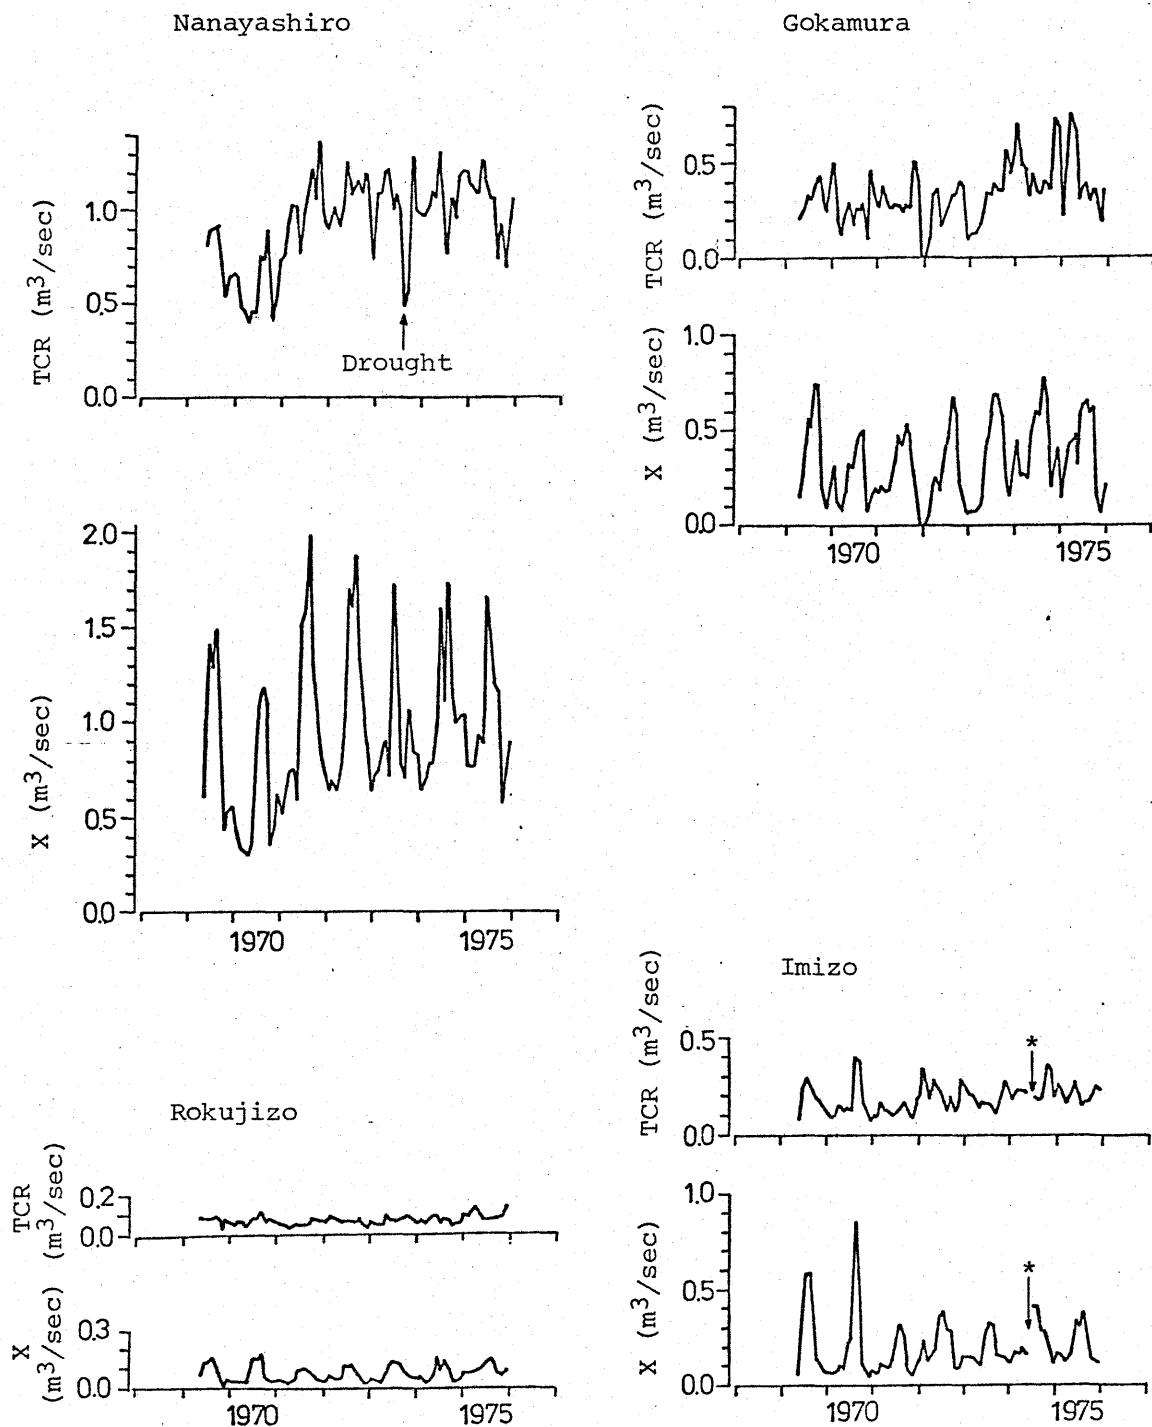 Nanayashiro
TCR (m3/sec)
1.0
0.5
0.0
Drought
X (m3/sec)
2.0
1.5
1.0
0.5
0.0
1970 1975
Gokamura
TCR (m3/sec)
0.5
0.0
X (m3/sec)
1.0
0.5
0.0
1970 1975
Rokujizo
TCR
(m3/sec)
0.2
0.0
X
(m3/sec)
0.3
0.0
1970 1975
Imizo
TCR (m3/sec)
0.5
0.0
*
X (m3/sec)
1.0
0.5
0.0
*
1970 1975